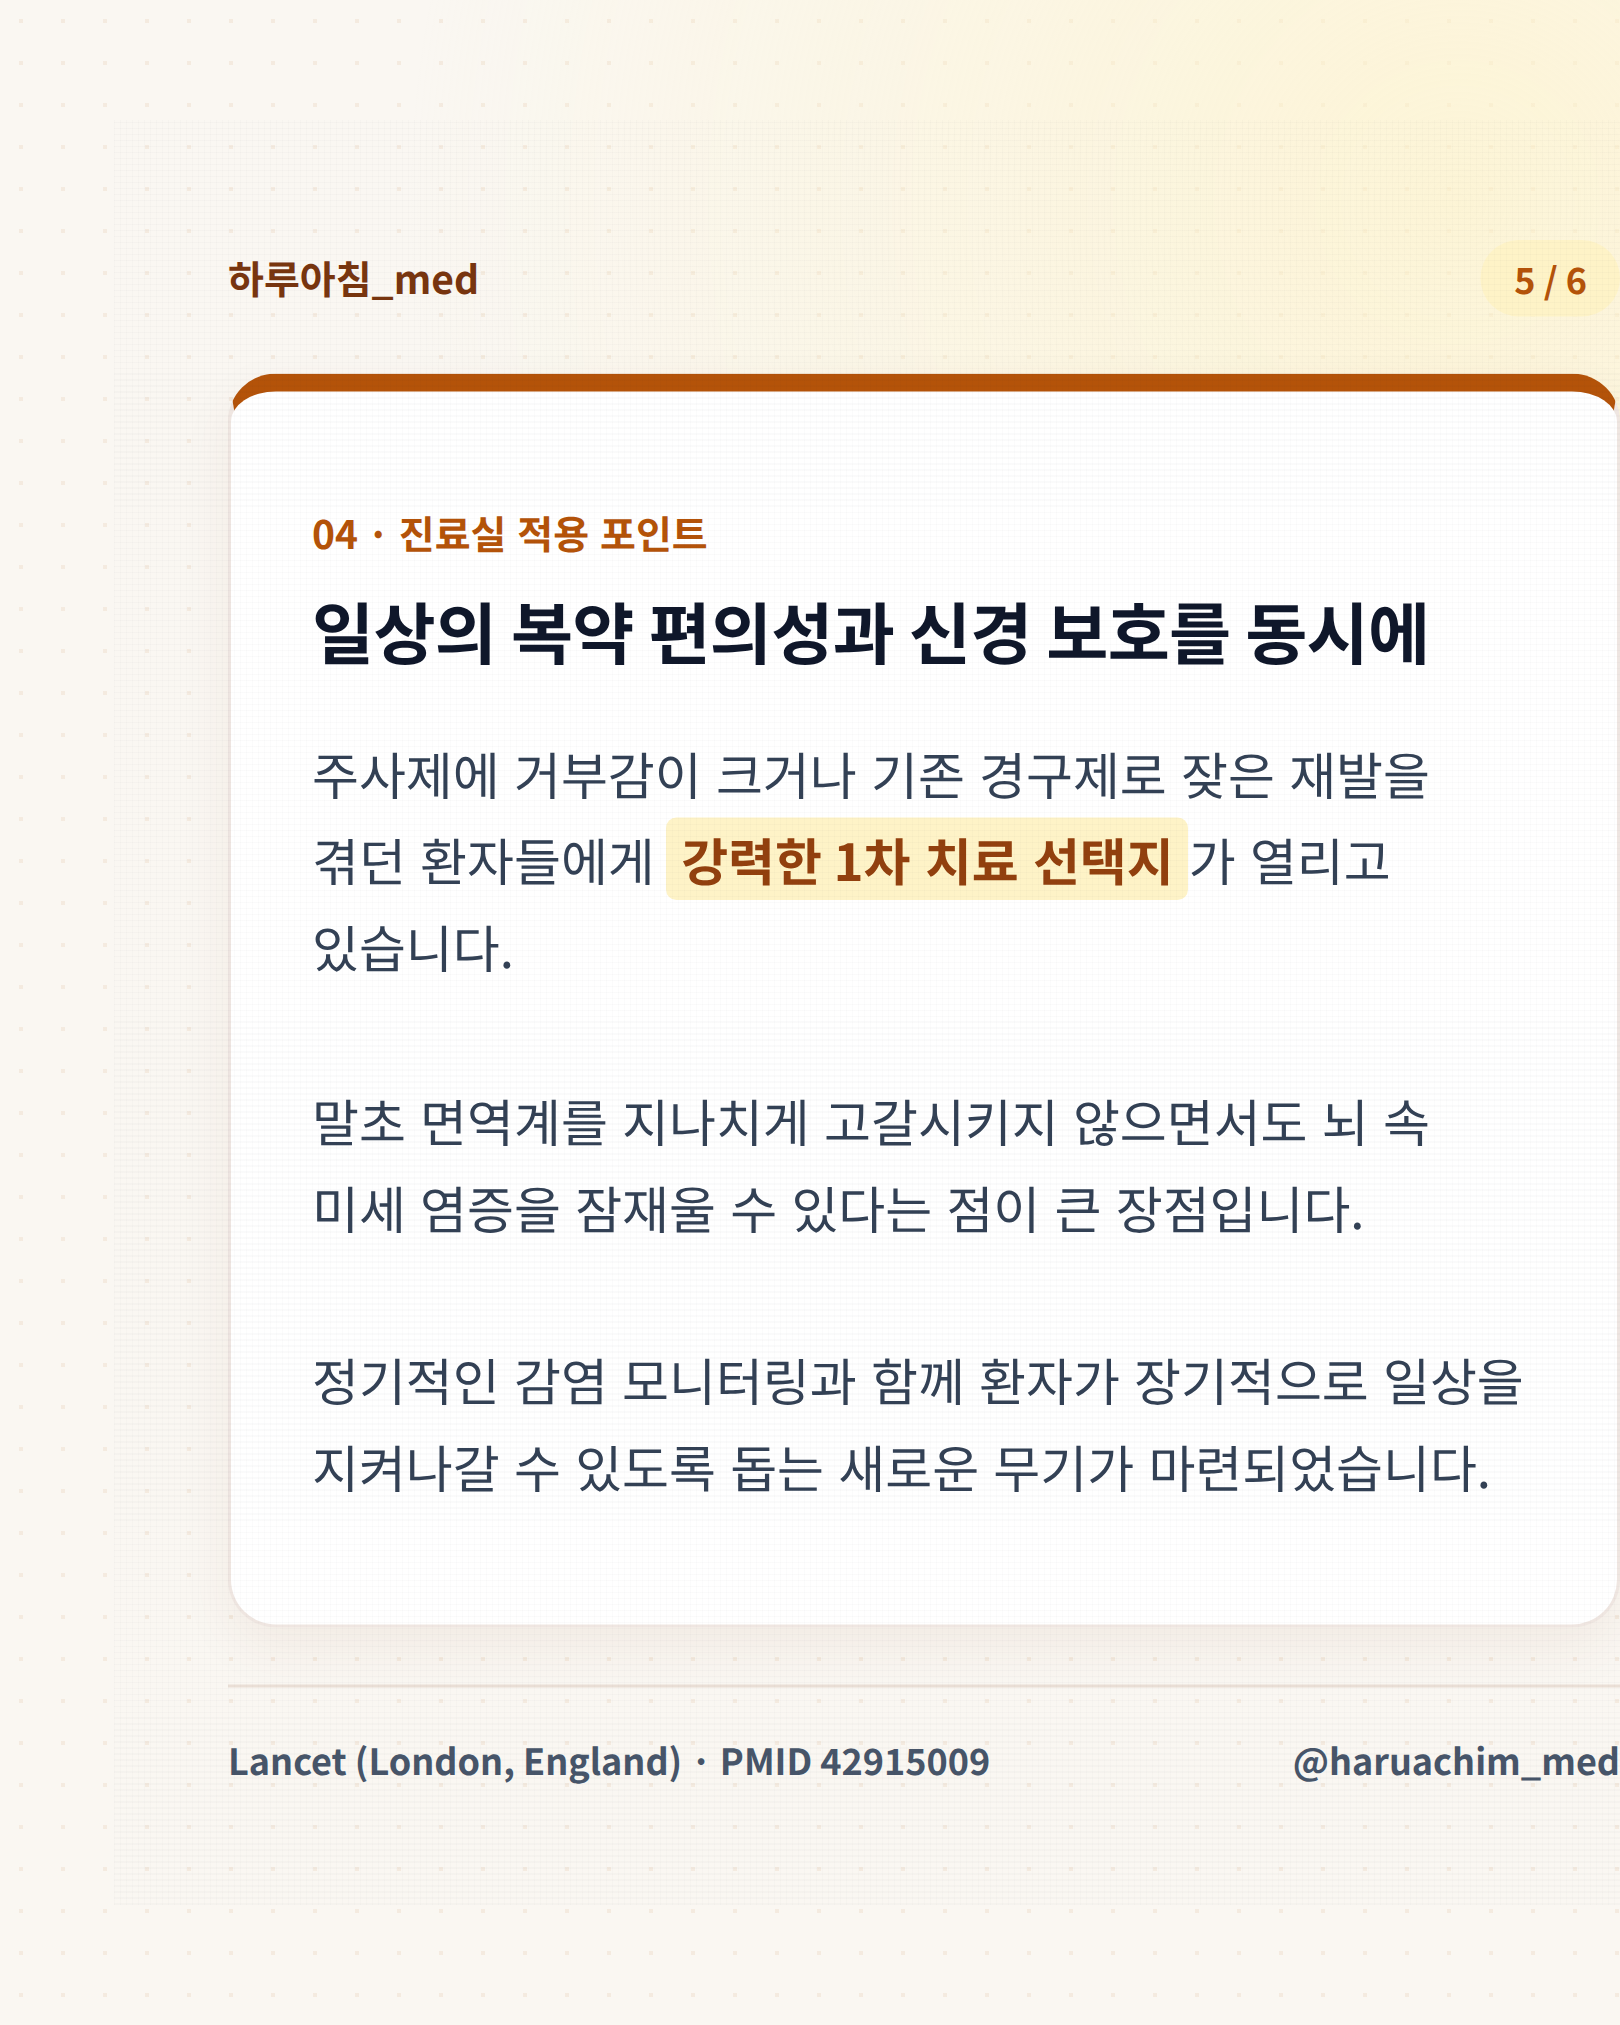 하루아침_med
5 / 6
04 · 진료실 적용 포인트
일상의 복약 편의성과 신경 보호를 동시에
주사제에 거부감이 크거나 기존 경구제로 잦은 재발을
겪던 환자들에게 강력한 1차 치료 선택지가 열리고
있습니다.
말초 면역계를 지나치게 고갈시키지 않으면서도 뇌 속
미세 염증을 잠재울 수 있다는 점이 큰 장점입니다.
정기적인 감염 모니터링과 함께 환자가 장기적으로 일상을
지켜나갈 수 있도록 돕는 새로운 무기가 마련되었습니다.
Lancet (London, England) · PMID 42915009
@haruachim_med